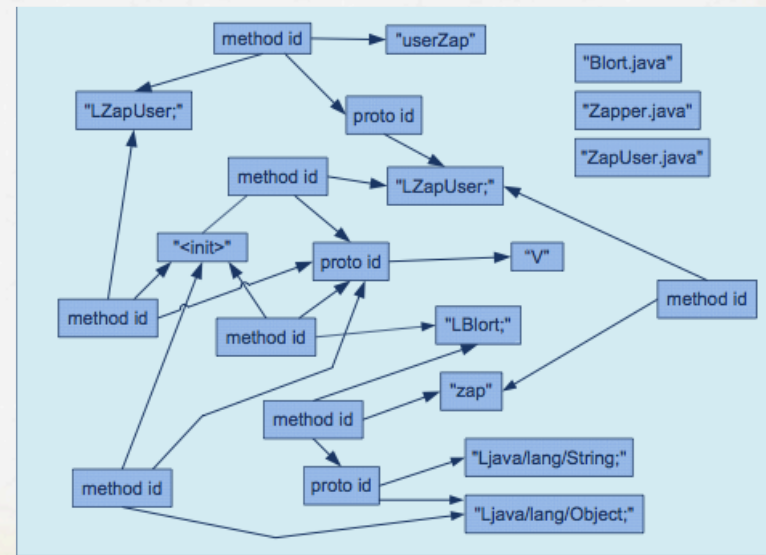 method id
"userZap"
"Blort.java"
"LZapUser;"
"Zapper.java"
proto id
"ZapUser.java"
method id
"LZapUser;"
"<init>"
proto id
"V"
method id
method id
method id
"LBlort;"
"zap"
method id
"Ljava/lang/String;"
method id
proto id
"Ljava/lang/Object;"